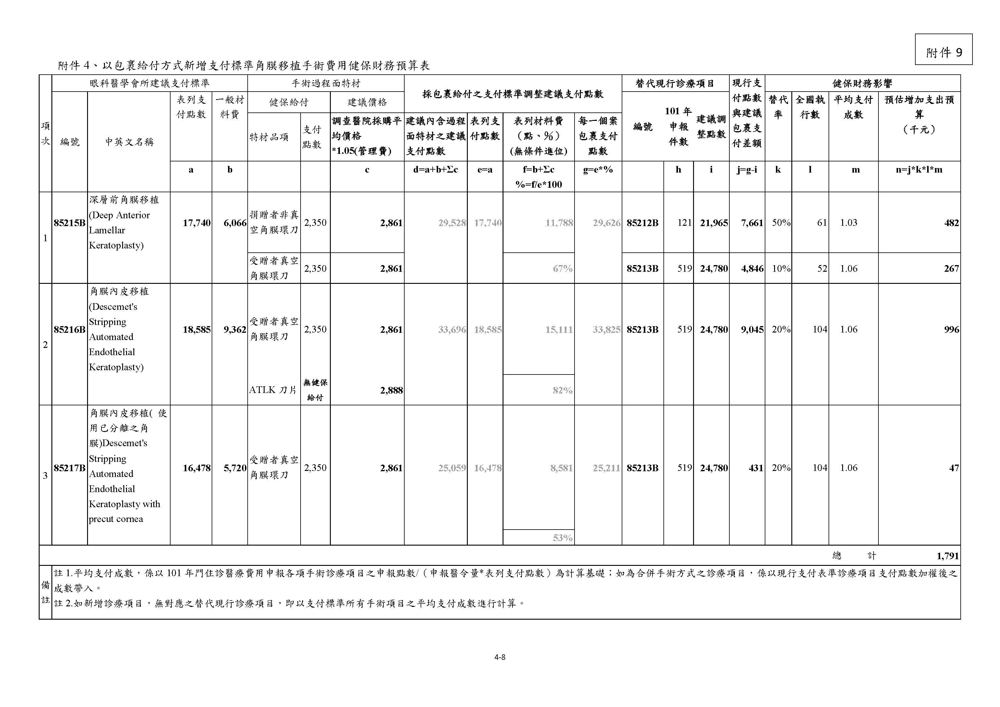 附件 9
附件 4、以包裹給付方式新增支付標準角膜移植手術費用健保財務預算表
項次
眼科醫學會所建議支付標準
手術過程面特材
採包裹給付之支付標準調整建議支付點數
替代現行診療項目
現行支付點數與建議包裹支付差額
健保財務影響
編號
中英文名稱
表列支付點數
一般材料費
健保給付
建議價格
特材品項
支付點數
調查醫院採購平均價格
*1.05(管理費)
建議內含過程面特材之建議支付點數
表列支付點數
表列材料費
(點、%)
(無條件進位)
每一個案包裹支付點數
編號
101 年申報件數
建議調整點數
替代率
全國執行數
平均支付成數
預估增加支出預算
(千元)
a b c d=a+b+Σc e=a f=b+Σc g=e*% h i j=g-i k l m n=j*k*l*m
%=f/e*100
1
85215B
深層前角膜移植
(Deep Anterior
Lamellar
Keratoplasty)
17,740 6,066
捐贈者非真
空角膜環刀
2,350 2,861 29,528 17,740 11,788 29,626 85212B 121 21,965 7,661 50% 61 1.03 482
受贈者真空
角膜環刀
2,350 2,861 67% 85213B 519 24,780 4,846 10% 52 1.06 267
2
85216B
角膜內皮移植
(Descemet's
Stripping
Automated
Endothelial
Keratoplasty)
18,585 9,362
受贈者真空
角膜環刀
2,350 2,861 33,696 18,585 15,111 33,825 85213B 519 24,780 9,045 20% 104 1.06 996
ATLK 刀片
無健保
給付
2,888 82%
3
85217B
角膜內皮移植( 使
用已分離之角
膜)Descemet's
Stripping
Automated
Endothelial
Keratoplasty with
precut cornea
16,478 5,720
受贈者真空
角膜環刀
2,350 2,861 25,059 16,478 8,581 25,211 85213B 519 24,780 431 20% 104 1.06 47
53%
總 計 1,791
備註
註 1.平均支付成數，係以 101 年門住診醫療費用申報各項手術診療項目之申報點數/（申報醫令量*表列支付點數）為計算基礎；如為合併手術方式之診療項目，係以現行支付表準診療項目支付點數加權後之
成數帶入。
註 2.如新增診療項目，無對應之替代現行診療項目，即以支付標準所有手術項目之平均支付成數進行計算。
4-8